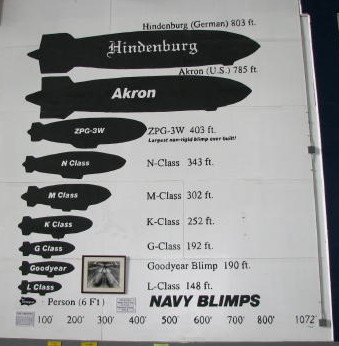 Hindenburg (German) 803 ft.
Hindenburg
Akron (U.S.) 785 ft.
Akron
ZPG-3W
ZPG-3W 403 ft.
Largest non-rigid blimp ever built!
N Class
N-Class 343 ft.
M Class
M-Class 302 ft.
K Class
K-Class 252 ft.
G Class
G-Class 192 ft.
Goodyear
Goodyear Blimp 190 ft.
L Class
L-Class 148 ft.
Person (6 Ft)
NAVY BLIMPS
100' 200' 300' 400' 500' 600' 700' 800' 1072'